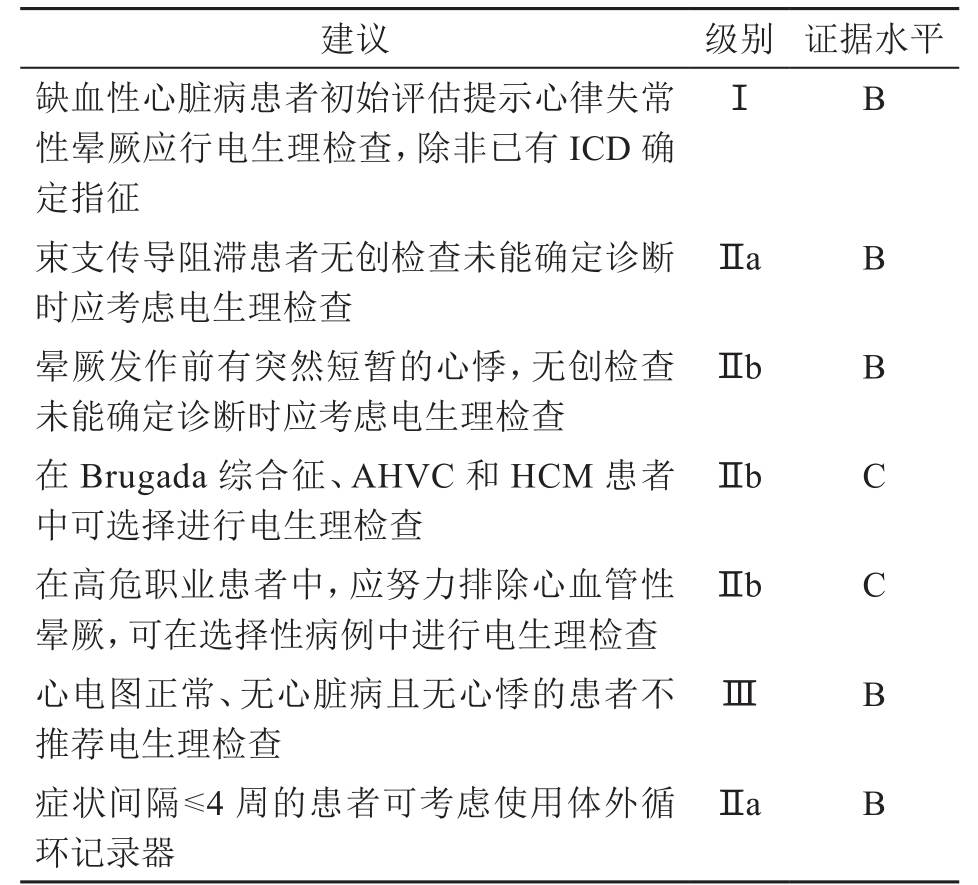 建议 级别 证据水平
缺血性心脏病患者初始评估提示心律失常 Ⅰ B
性晕厥应行电生理检查,除非已有 ICD 确
定指征
束支传导阻滞患者无创检查未能确定诊断 Ⅱa B
时应考虑电生理检查
晕厥发作前有突然短暂的心悸,无创检查 Ⅱb B
未能确定诊断时应考虑电生理检查
在 Brugada 综合征、AHVC 和 HCM 患者 Ⅱb C
中可选择进行电生理检查
在高危职业患者中,应努力排除心血管性 Ⅱb C
晕厥,可在选择性病例中进行电生理检查
心电图正常、无心脏病且无心悸的患者不 Ⅲ B
推荐电生理检查
症状间隔≤4 周的患者可考虑使用体外循 Ⅱa B
环记录器